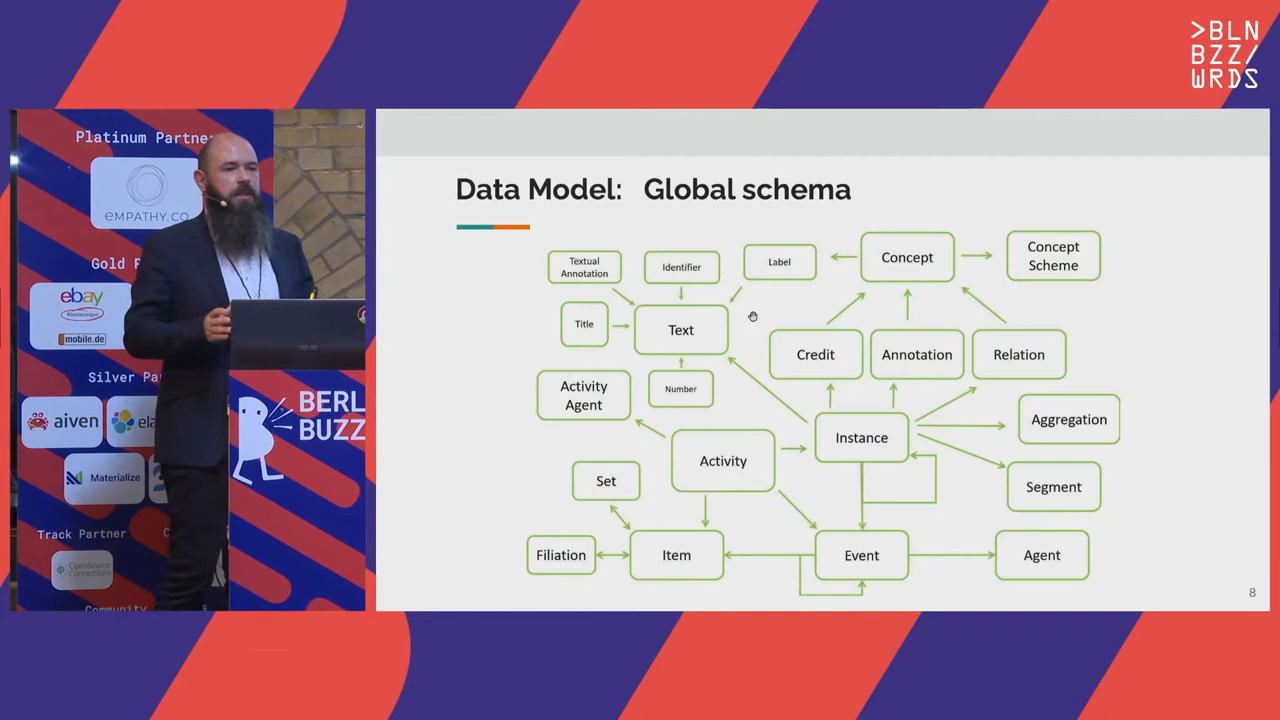 >BLN
BZZ/
WRDS
Platinum Partne
eMPATHY.CO
Gold P
ebay
Kleinanzeigen
mobile.de
Silver Pa
aiven
ela
Materialize
Track Partner
C
OpenSource
Connections
Community
BERL
BUZZ
Data Model: Global schema
Textual
Annotation
Identifier
Label
Concept
Concept
Scheme
Title
Text
Credit
Annotation
Relation
Activity
Agent
Number
Aggregation
Instance
Activity
Set
Segment
Filiation
Item
Event
Agent
8